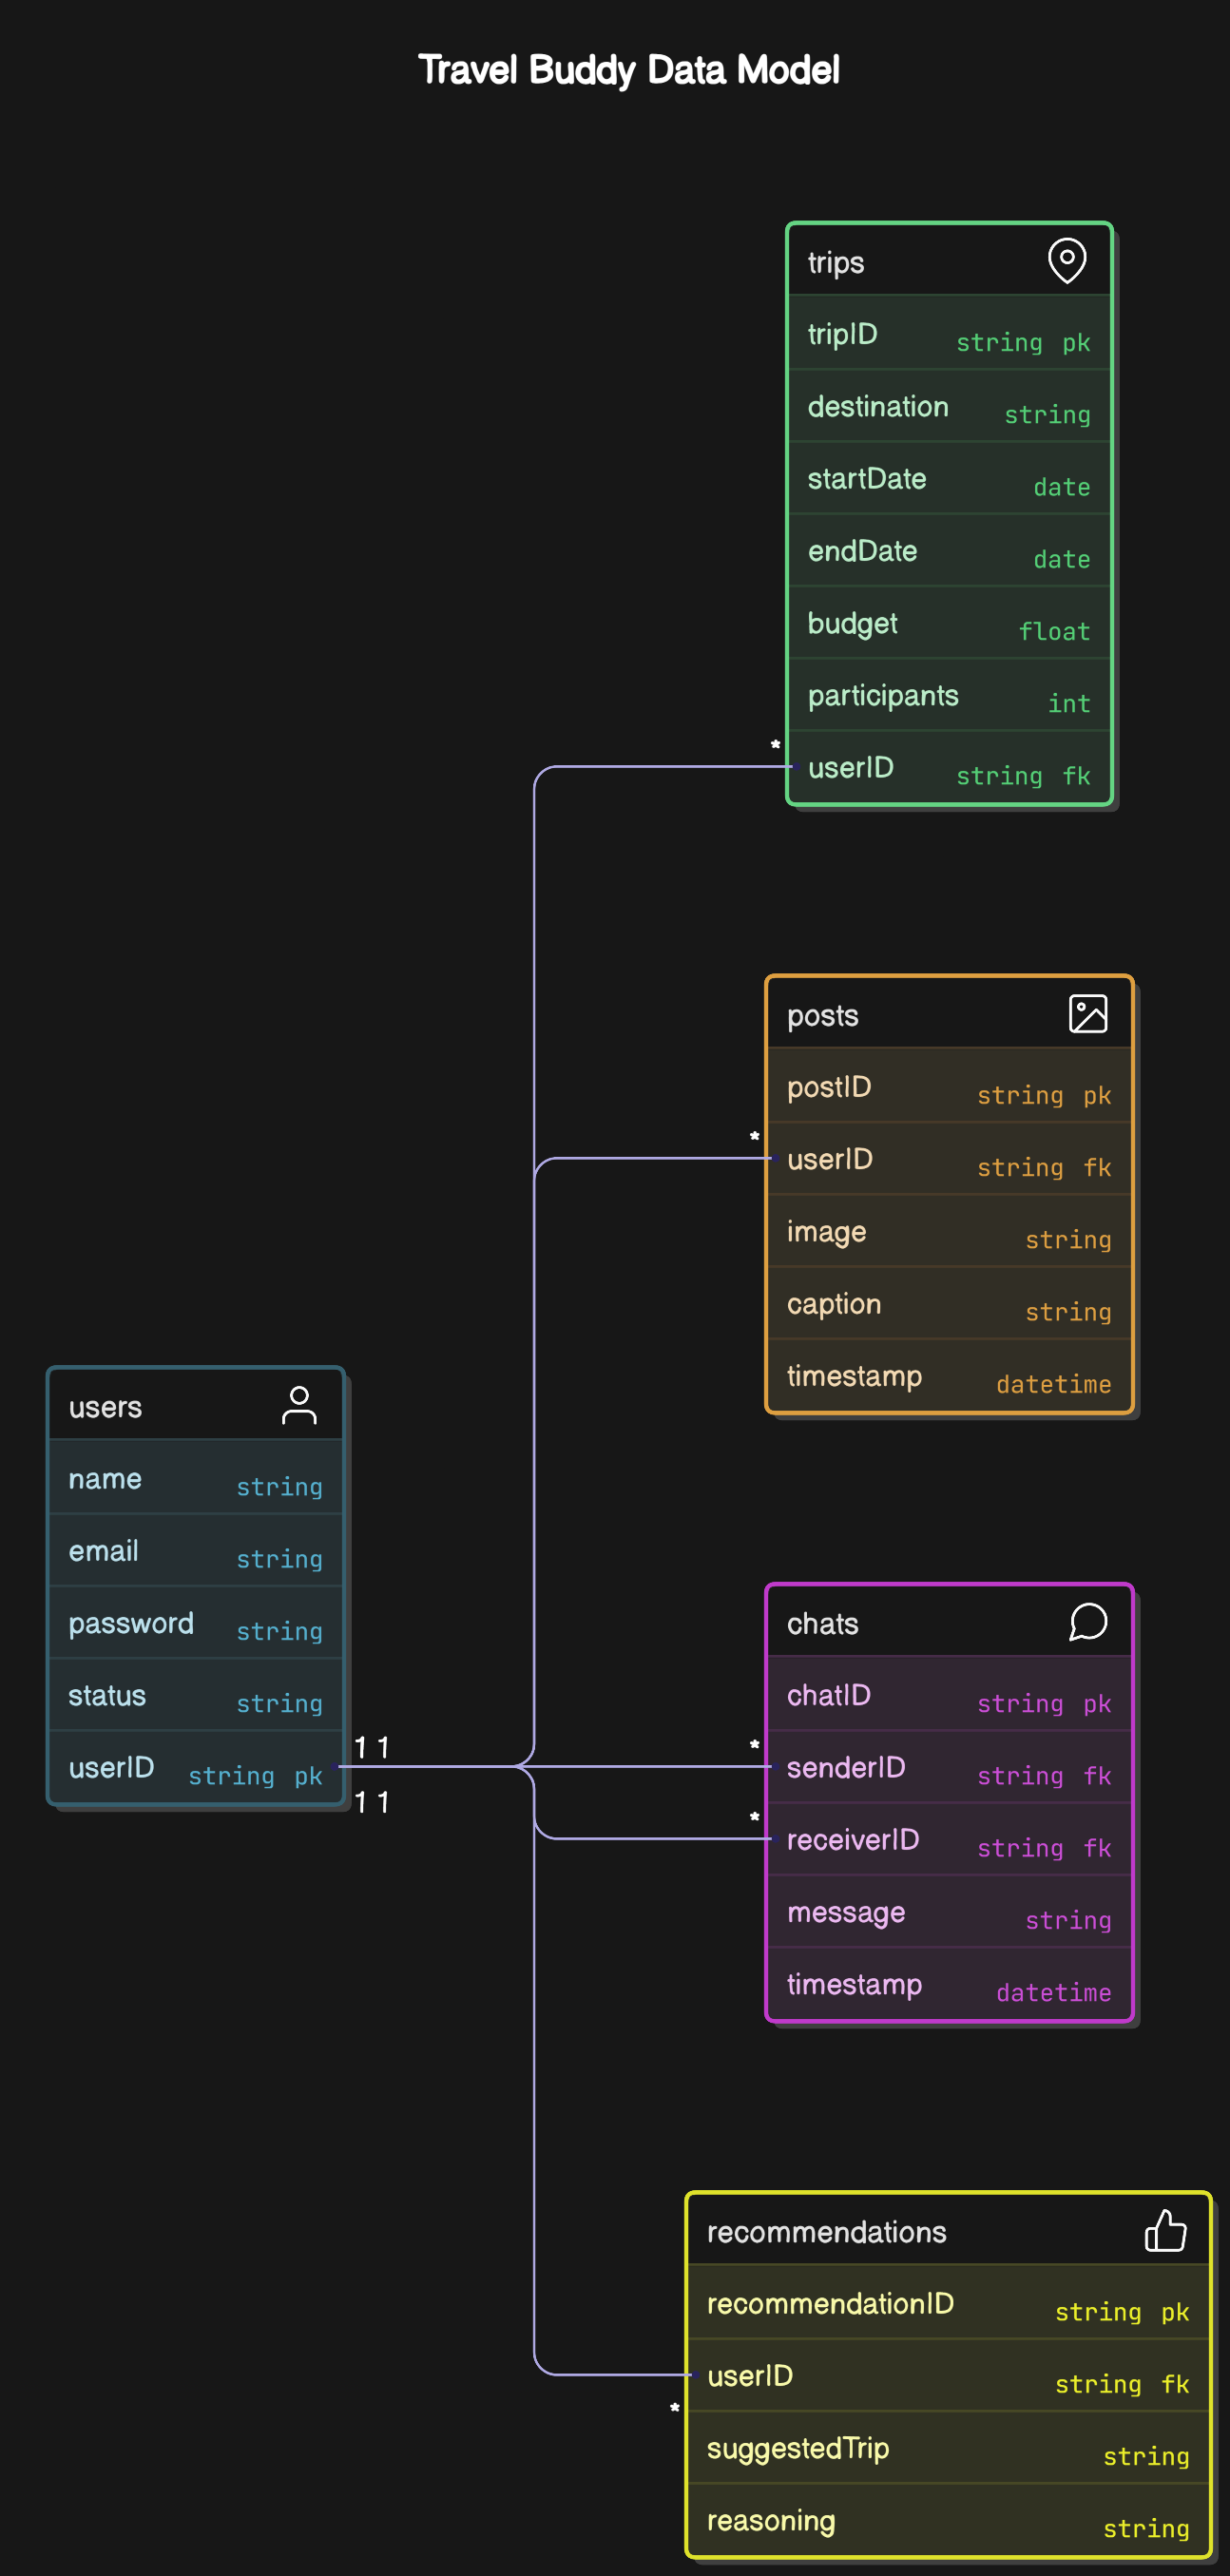 Travel Buddy Data Model
trips
tripID string pk
destination string
startDate date
endDate date
budget float
participants int
* userID string fk
posts
postID string pk
* userID string fk
image string
caption string
timestamp datetime
users
name string
email string
password string
status string
userID string pk
1 1
1 1
chats
chatID string pk
* senderID string fk
* receiverID string fk
message string
timestamp datetime
recommendations
recommendationID string pk
userID string fk
*
suggestedTrip string
reasoning string